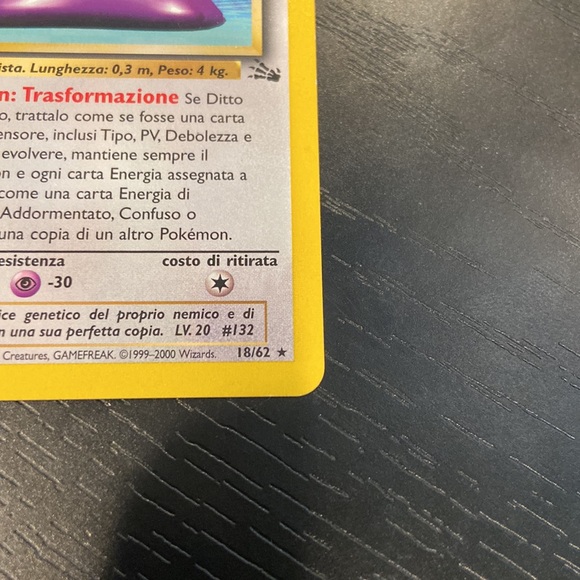 ista. Lunghezza: 0,3 m, Peso: 4 kg.
n: Trasformazione Se Ditto
o, trattalo come se fosse una carta
ensore, inclusi Tipo, PV, Debolezza e
evolvere, mantiene sempre il
n e ogni carta Energia assegnata a
come una carta Energia di
Addormentato, Confuso o
una copia di un altro Pokémon.
esistenza costo di ritirata
-30
ice genetico del proprio nemico e di
n una sua perfetta copia. LV. 20 #132
Creatures, GAMEFREAK. ©1999-2000 Wizards. 18/62 ★